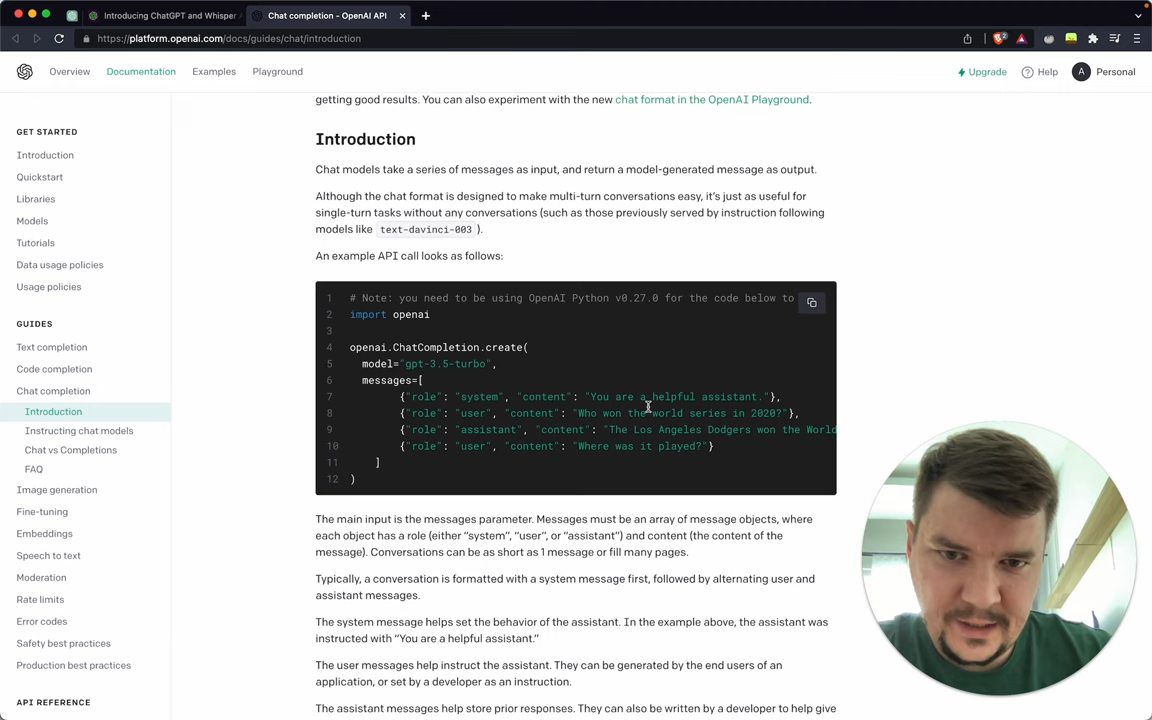 Introducing ChatGPT and Whisper
Chat completion - OpenAI API
https://platform.openai.com/docs/guides/chat/introduction
2
Overview
Documentation
Examples
Playground
Upgrade
Help
A
Personal
GET STARTED
Introduction
Quickstart
Libraries
Models
Tutorials
Data usage policies
Usage policies
GUIDES
Text completion
Code completion
Chat completion
Introduction
Instructing chat models
Chat vs Completions
FAQ
Image generation
Fine-tuning
Embeddings
Speech to text
Moderation
Rate limits
Error codes
Safety best practices
Production best practices
API REFERENCE
getting good results. You can also experiment with the new chat format in the OpenAI Playground.
Introduction
Chat models take a series of messages as input, and return a model-generated message as output.
Although the chat format is designed to make multi-turn conversations easy, it's just as useful for
single-turn tasks without any conversations (such as those previously served by instruction following
models like text-davinci-003 ).
An example API call looks as follows:
1 # Note: you need to be using OpenAI Python v0.27.0 for the code below to
2 import openai
3
4 openai.ChatCompletion.create(
5 model="gpt-3.5-turbo",
6 messages=[
7 {"role": "system", "content": "You are a helpful assistant."},
8 {"role": "user", "content": "Who won the world series in 2020?"},
9 {"role": "assistant", "content": "The Los Angeles Dodgers won the World
10 {"role": "user", "content": "Where was it played?"}
11 ]
12 )
The main input is the messages parameter. Messages must be an array of message objects, where
each object has a role (either “system”, “user”, or “assistant”) and content (the content of the
message). Conversations can be as short as 1 message or fill many pages.
Typically, a conversation is formatted with a system message first, followed by alternating user and
assistant messages.
The system message helps set the behavior of the assistant. In the example above, the assistant was
instructed with “You are a helpful assistant.”
The user messages help instruct the assistant. They can be generated by the end users of an
application, or set by a developer as an instruction.
The assistant messages help store prior responses. They can also be written by a developer to help give